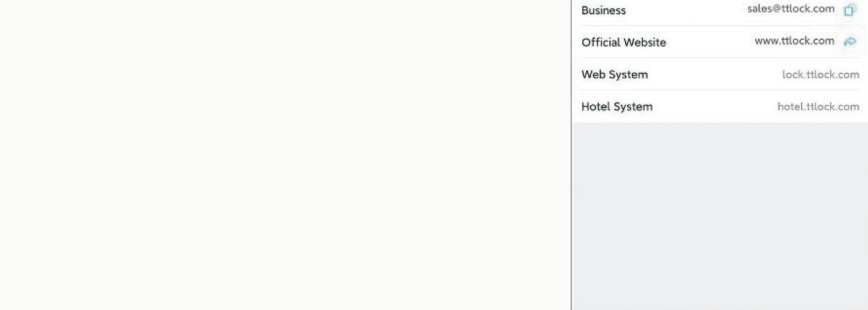 Business sales@ttlock.com
Official Website www.ttlock.com
Web System lock.ttlock.com
Hotel System hotel.ttlock.com